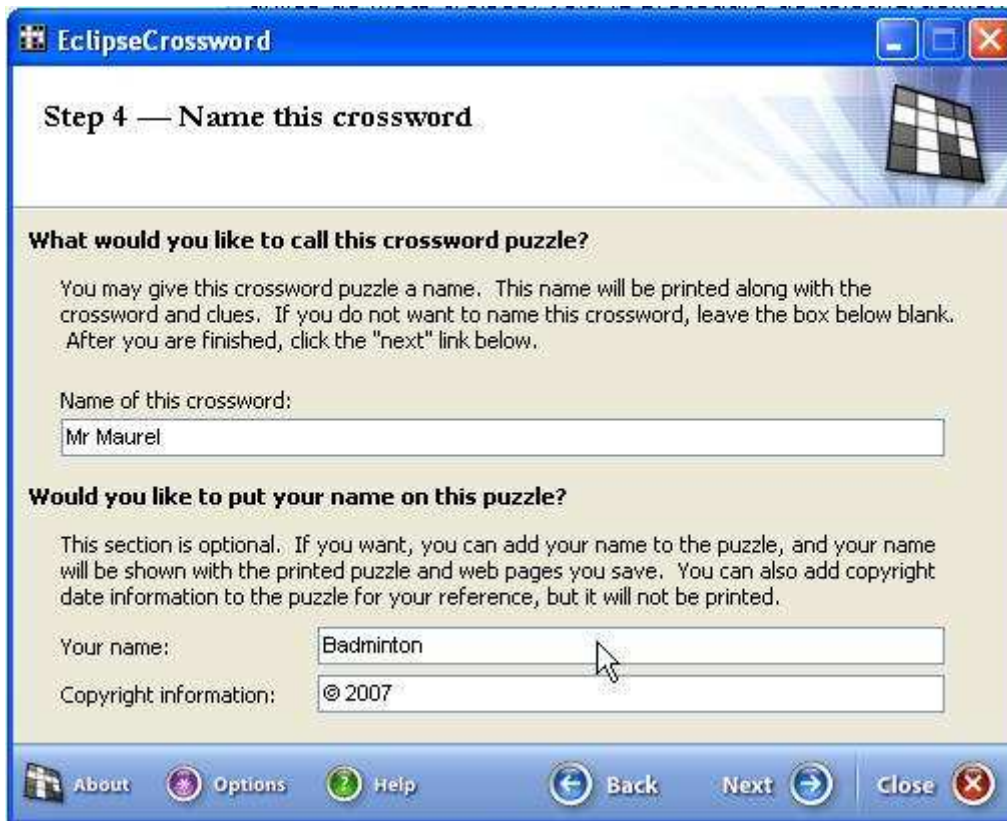 EclipseCrossword
Step 4 — Name this crossword
What would you like to call this crossword puzzle?
You may give this crossword puzzle a name. This name will be printed along with the
crossword and clues. If you do not want to name this crossword, leave the box below blank.
After you are finished, click the "next" link below.
Name of this crossword:
Mr Maurel
Would you like to put your name on this puzzle?
This section is optional. If you want, you can add your name to the puzzle, and your name
will be shown with the printed puzzle and web pages you save. You can also add copyright
date information to the puzzle for your reference, but it will not be printed.
Your name: Badminton
Copyright information: © 2007
About Options Help Back Next Close